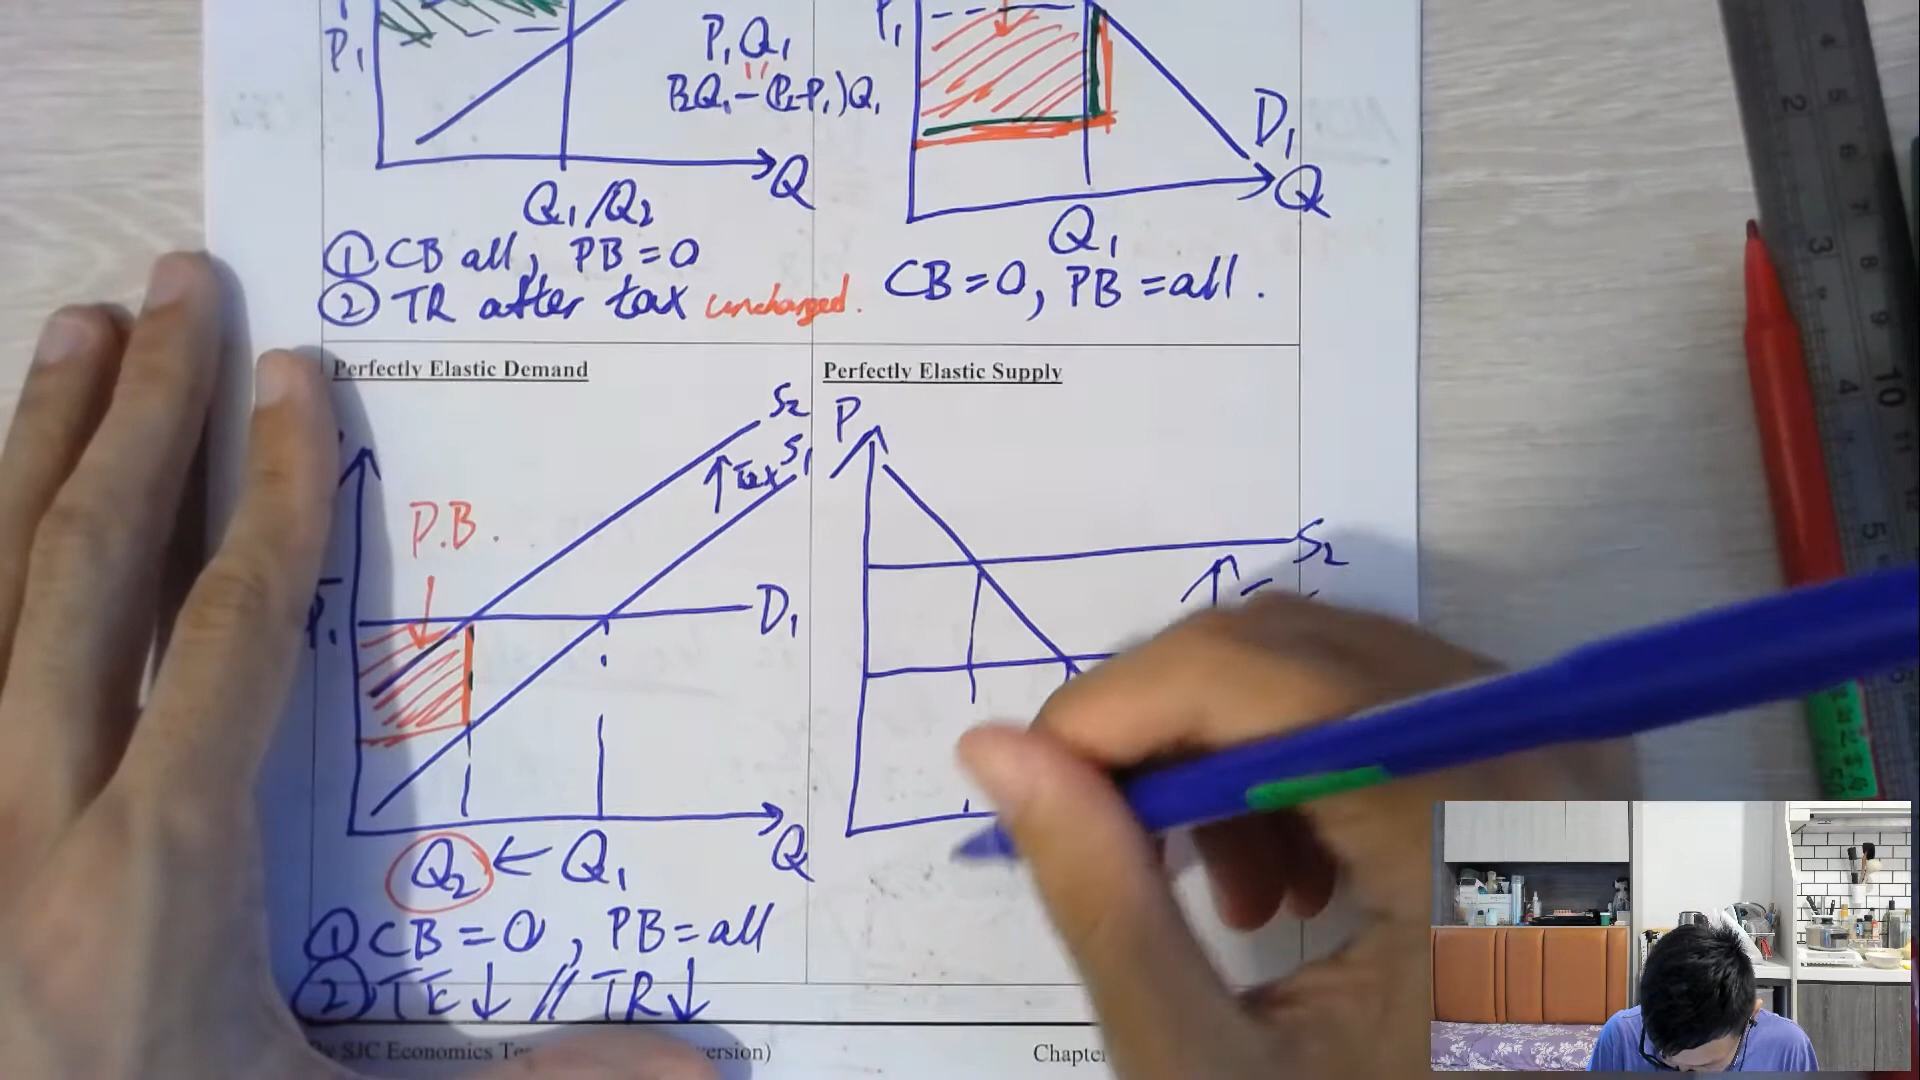 P₁
P₁Q₁
=
P₂Q₁-(P₂-P₁)Q₁
Q
Q₁/Q₂
① CB all, PB = 0
② TR after tax unchanged.
P₁
D₁
Q
Q₁
CB = 0, PB = all.
Perfectly Elastic Demand
S₂
S₁
↑ Tax
P.B.
P₁
D₁
Q₂ ← Q₁
Q
① CB = 0, PB = all
② TE↓ // TR↓
Perfectly Elastic Supply
P
S₂
SJC Economics
ersion)
Chapter